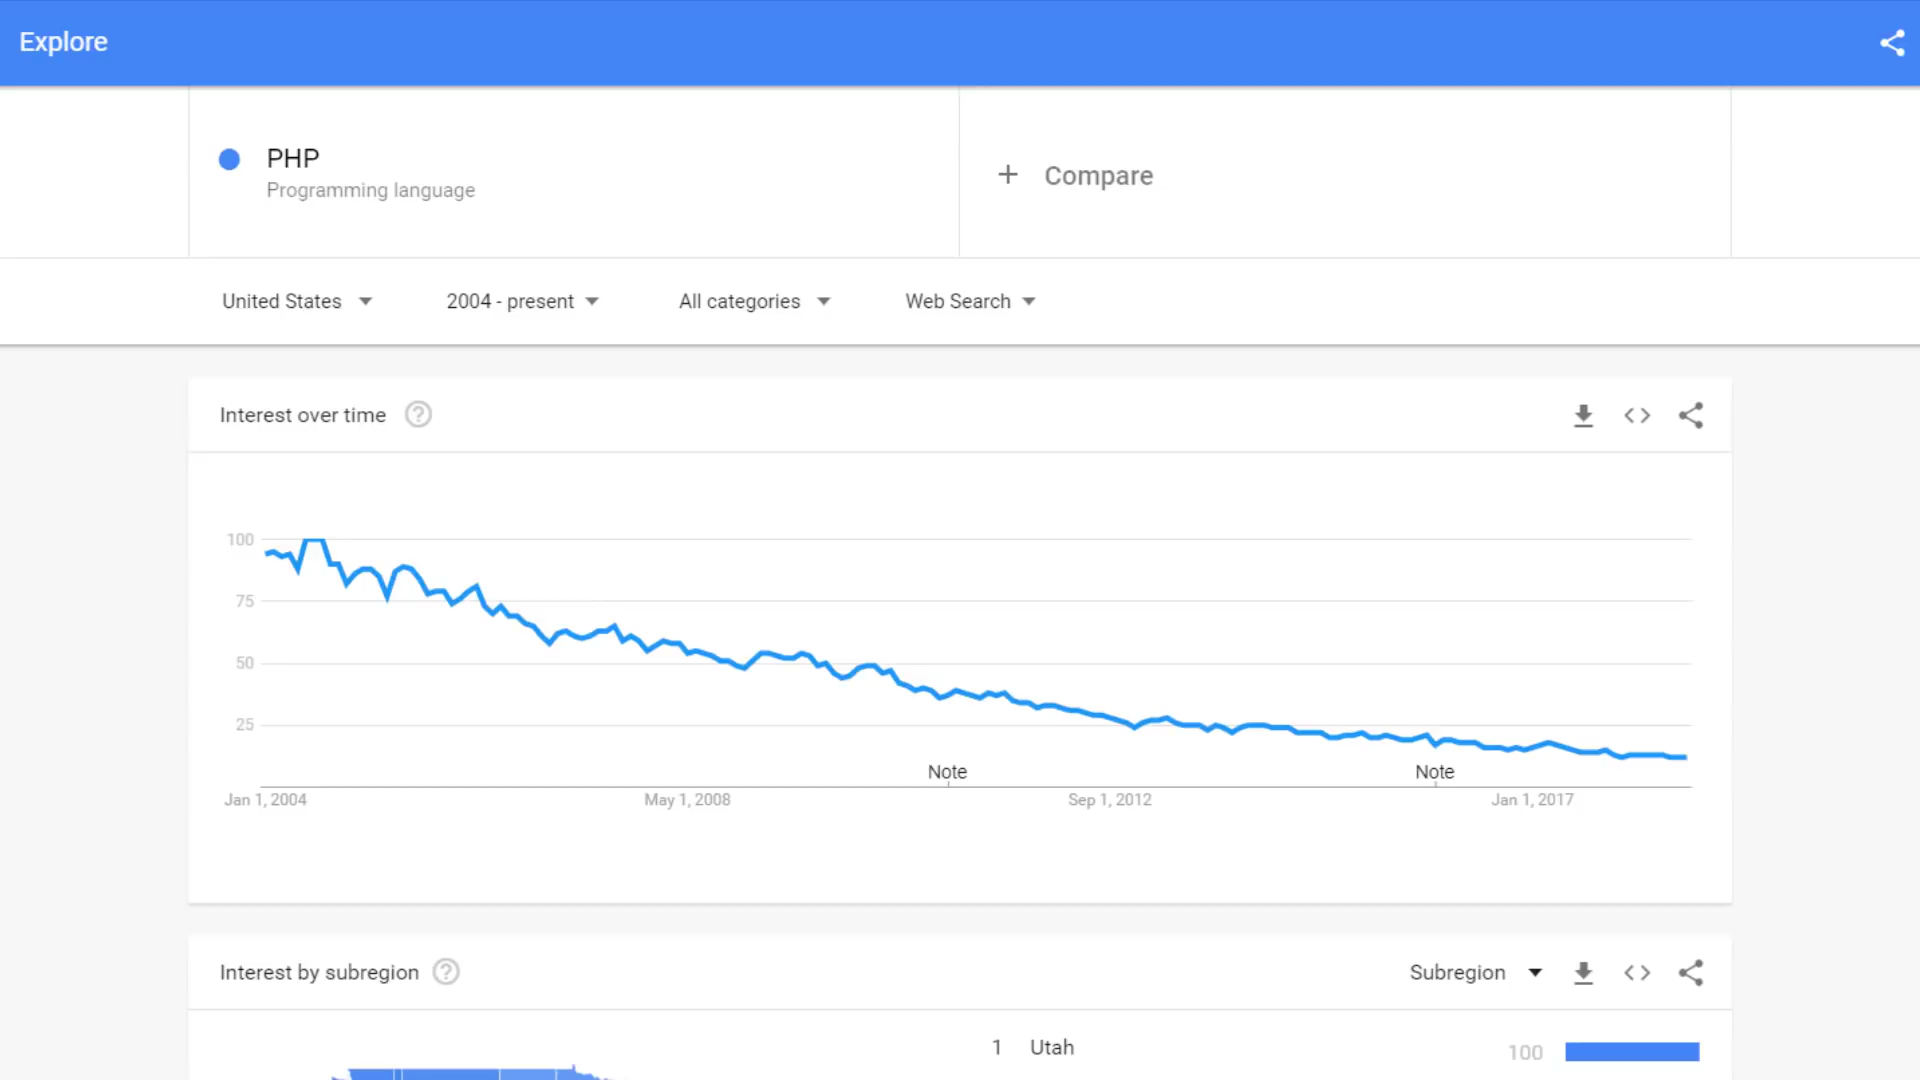 Explore
PHP
Programming language
+ Compare
United States
2004 - present
All categories
Web Search
Interest over time
100
75
50
25
Note
Note
Jan 1, 2004
May 1, 2008
Sep 1, 2012
Jan 1, 2017
Interest by subregion
Subregion
1 Utah
100